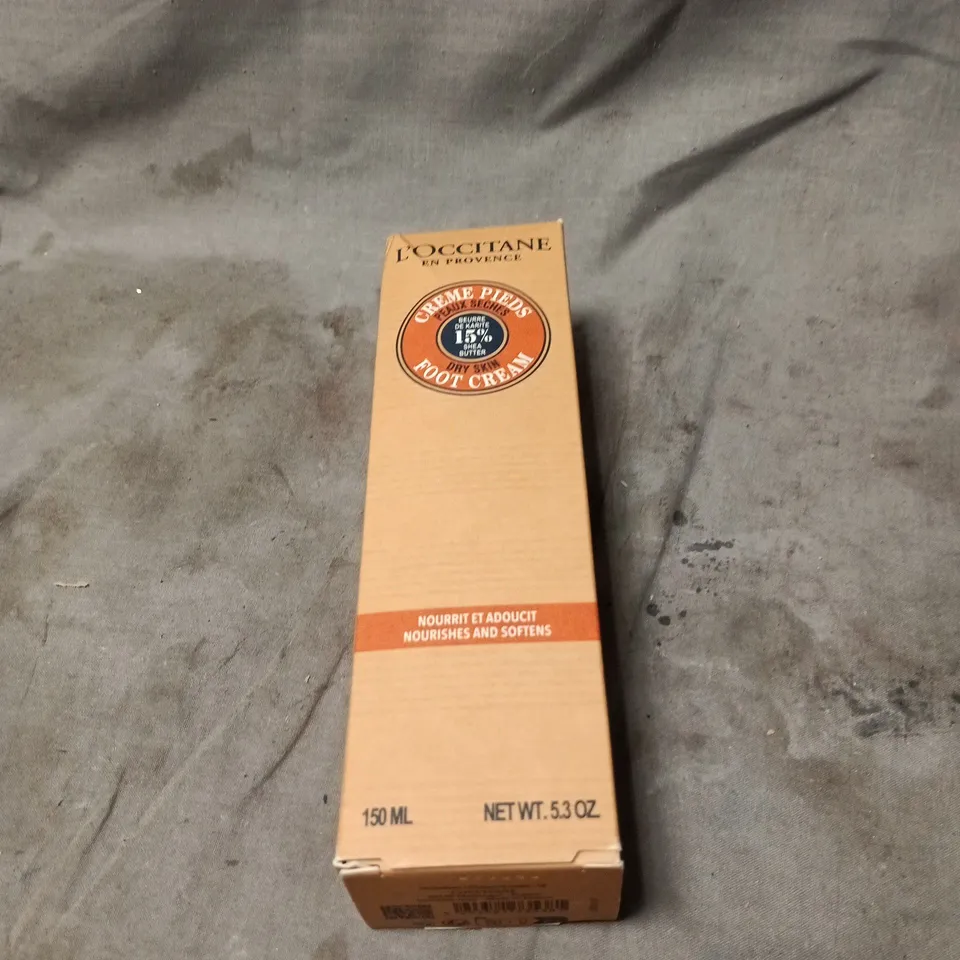 L'OCCITANE
EN PROVENCE
CREME PIEDS
PEAUX SECHES
BEURRE
DE KARITE
15%
SHEA
BUTTER
DRY SKIN
FOOT CREAM
NOURRIT ET ADOUCIT
NOURISHES AND SOFTENS
150 ML
NET WT. 5.3 OZ.